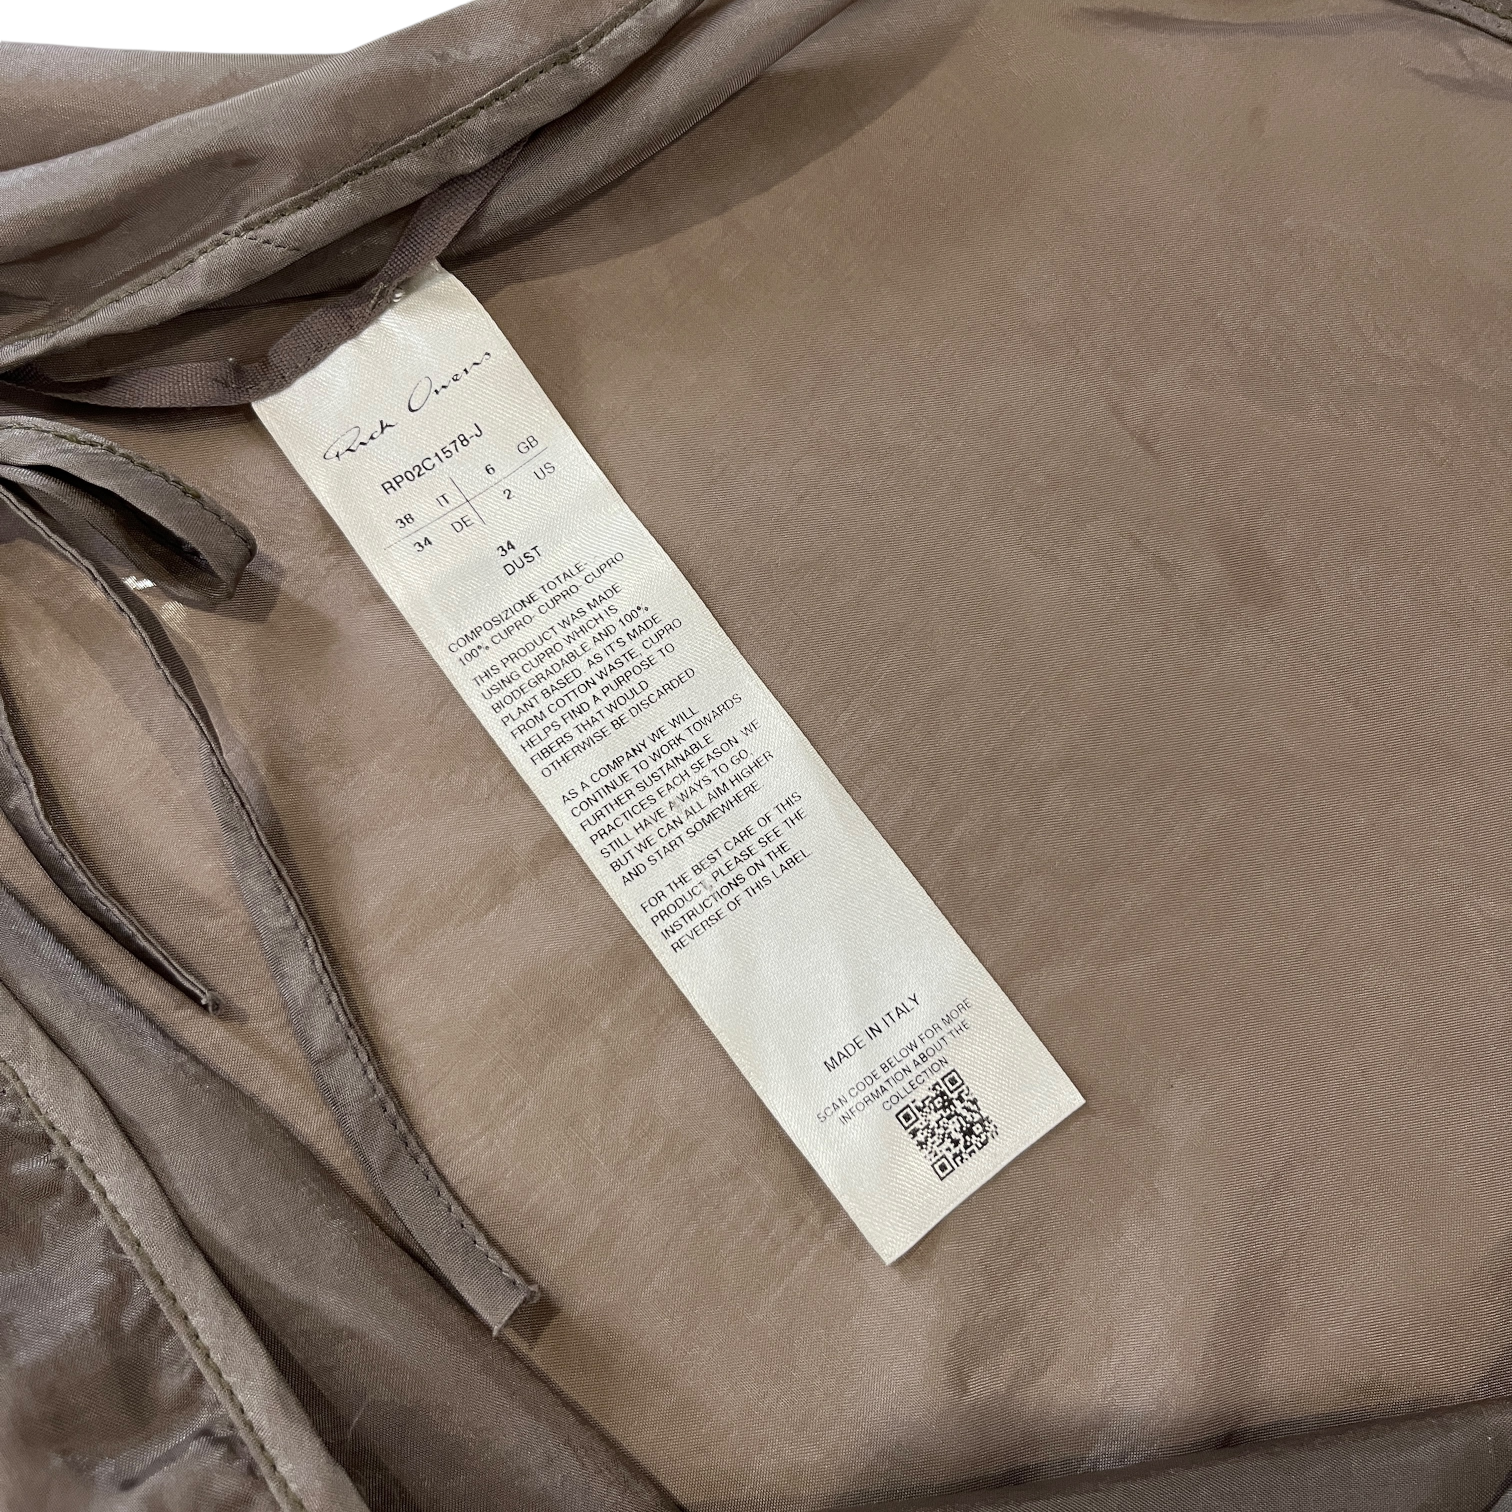 Rick Owens
RP02C1578-J
38 IT 6 GB
34 DE 2 US
34
DUST
COMPOSIZIONE TOTALE-
100% CUPRO- CUPRO- CUPRO
THIS PRODUCT WAS MADE
USING CUPRO WHICH IS
BIODEGRADABLE AND 100%
PLANT BASED. AS IT'S MADE
FROM COTTON WASTE, CUPRO
HELPS FIND A PURPOSE TO
FIBERS THAT WOULD
OTHERWISE BE DISCARDED
AS A COMPANY WE WILL
CONTINUE TO WORK TOWARDS
FURTHER SUSTAINABLE
PRACTICES EACH SEASON. WE
STILL HAVE A WAYS TO GO,
BUT WE CAN ALL AIM HIGHER
AND START SOMEWHERE
FOR THE BEST CARE OF THIS
PRODUCT, PLEASE SEE THE
INSTRUCTIONS ON THE
REVERSE OF THIS LABEL
MADE IN ITALY
SCAN CODE BELOW FOR MORE
INFORMATION ABOUT THE
COLLECTION